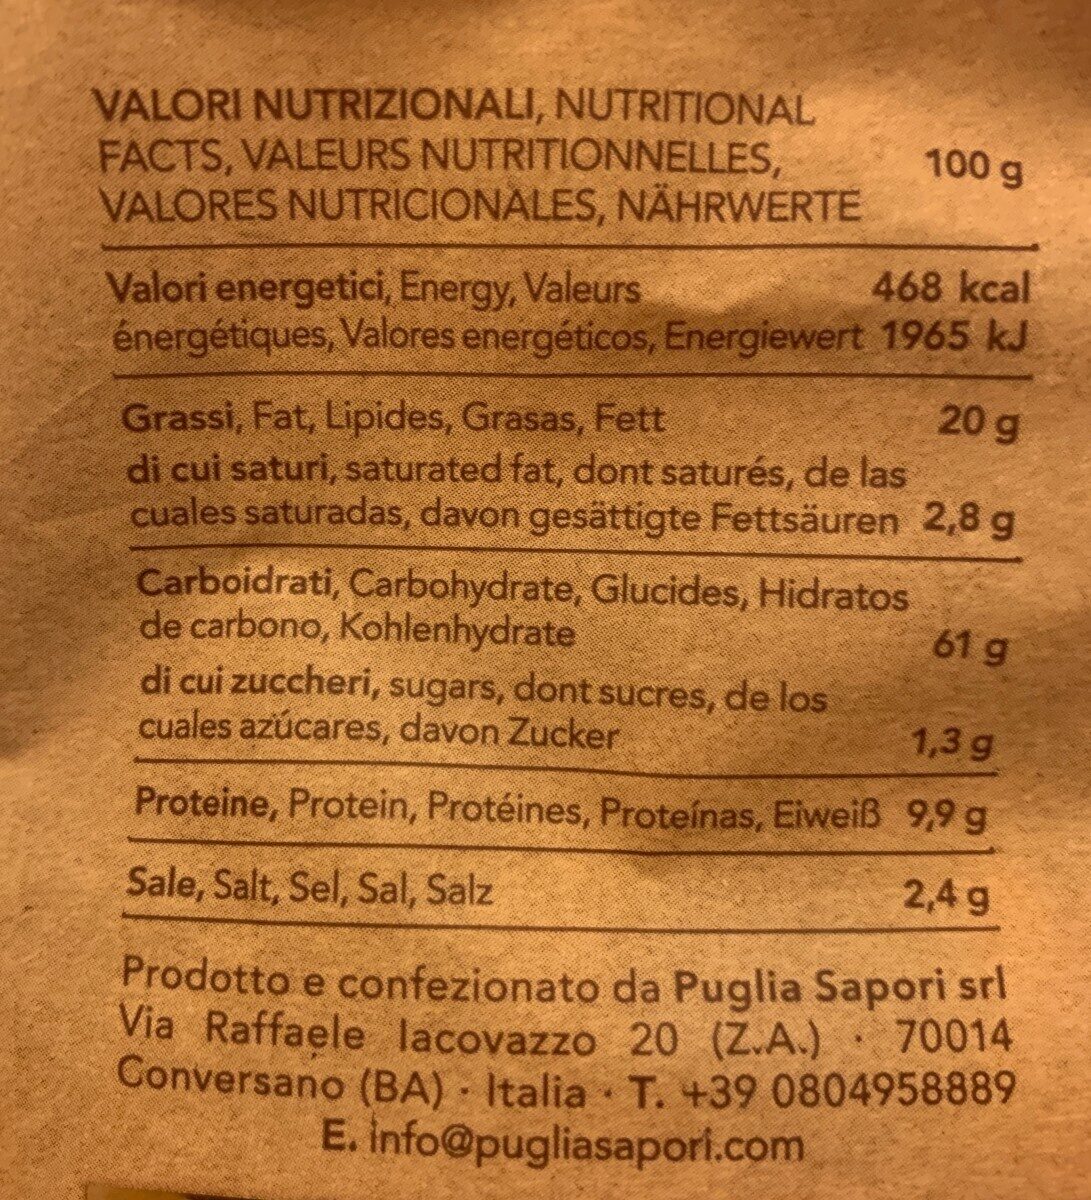 VALORI NUTRIZIONALI, NUTRITIONAL
FACTS, VALEURS NUTRITIONNELLES,
VALORES NUTRICIONALES, NÄHRWERTE
100 g
Valori energetici, Energy, Valeurs 468 kcal
énergétiques, Valores energéticos, Energiewert 1965 kJ
Grassi, Fat, Lipides, Grasas, Fett 20 g
di cui saturi, saturated fat, dont saturés, de las
cuales saturadas, davon gesättigte Fettsäuren 2,8 g
Carboidrati, Carbohydrate, Glucides, Hidratos
de carbono, Kohlenhydrate 61 g
di cui zuccheri, sugars, dont sucres, de los
cuales azúcares, davon Zucker 1,3 g
Proteine, Protein, Protéines, Proteínas, Eiweiß 9,9 g
Sale, Salt, Sel, Sal, Salz 2,4 g
Prodotto e confezionato da Puglia Sapori srl
Via Raffaele Iacovazzo 20 (Z.A.) · 70014
Conversano (BA) · Italia · T. +39 0804958889
E. info@pugliasapori.com